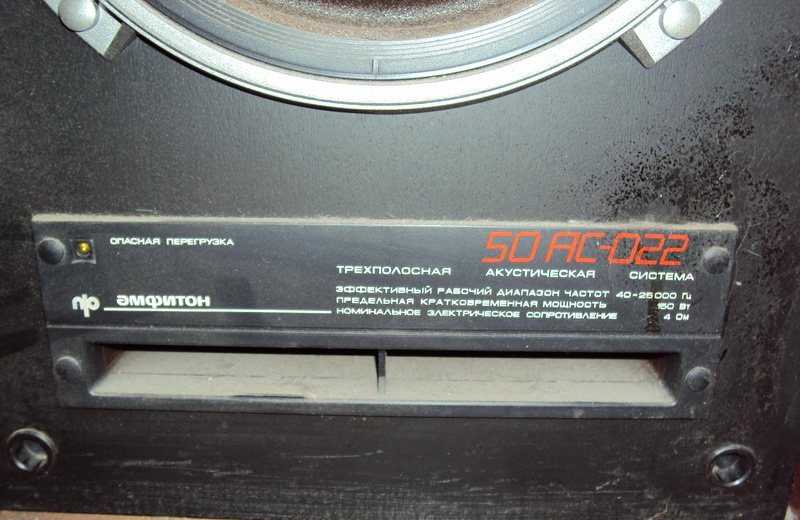 ОПАСНАЯ ПЕРЕГРУЗКА
50 АС-022
ТРЕХПОЛОСНАЯ АКУСТИЧЕСКАЯ СИСТЕМА
ЭФФЕКТИВНЫЙ РАБОЧИЙ ДИАПАЗОН ЧАСТОТ 40-25000 Гц
ПРЕДЕЛЬНАЯ КРАТКОВРЕМЕННАЯ МОЩНОСТЬ 150 Вт
НОМИНАЛЬНОЕ ЭЛЕКТРИЧЕСКОЕ СОПРОТИВЛЕНИЕ 4 Ом
амфитон